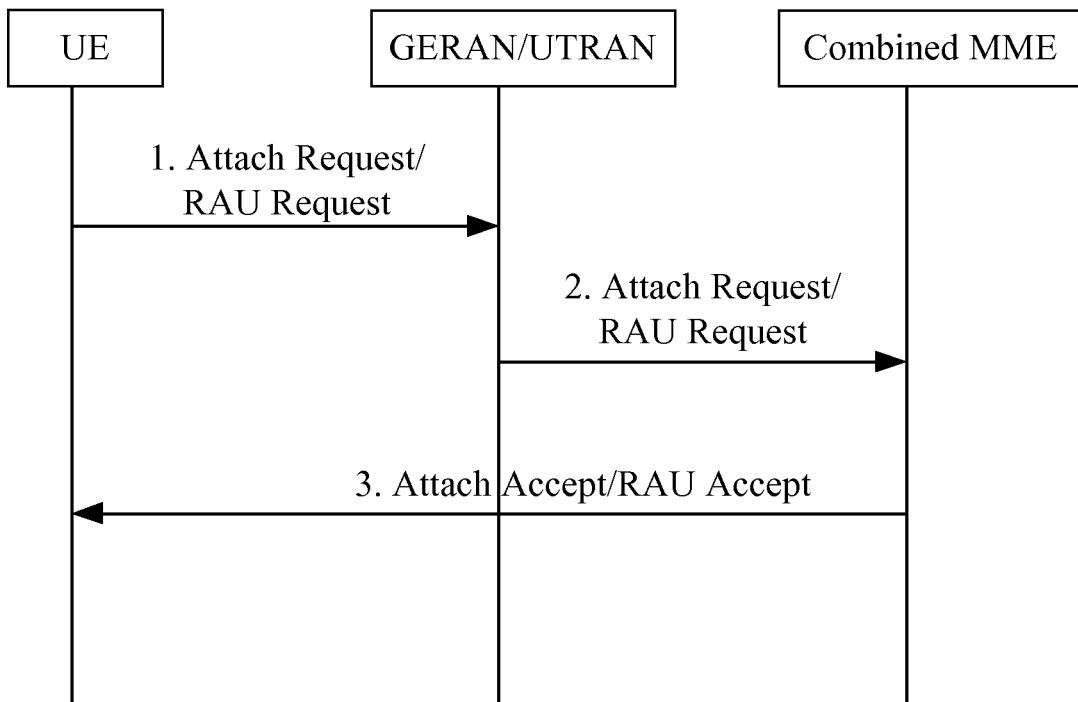 UE
GERAN/UTRAN
Combined MME
1. Attach Request/
RAU Request
2. Attach Request/
RAU Request
3. Attach Accept/RAU Accept